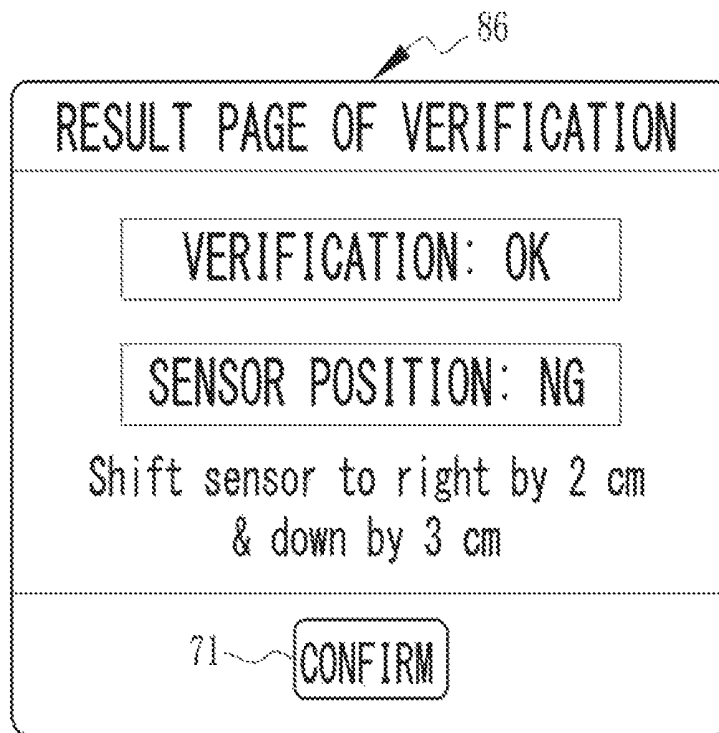 86
RESULT PAGE OF VERIFICATION
VERIFICATION: OK
SENSOR POSITION: NG
Shift sensor to right by 2 cm
& down by 3 cm
71
CONFIRM